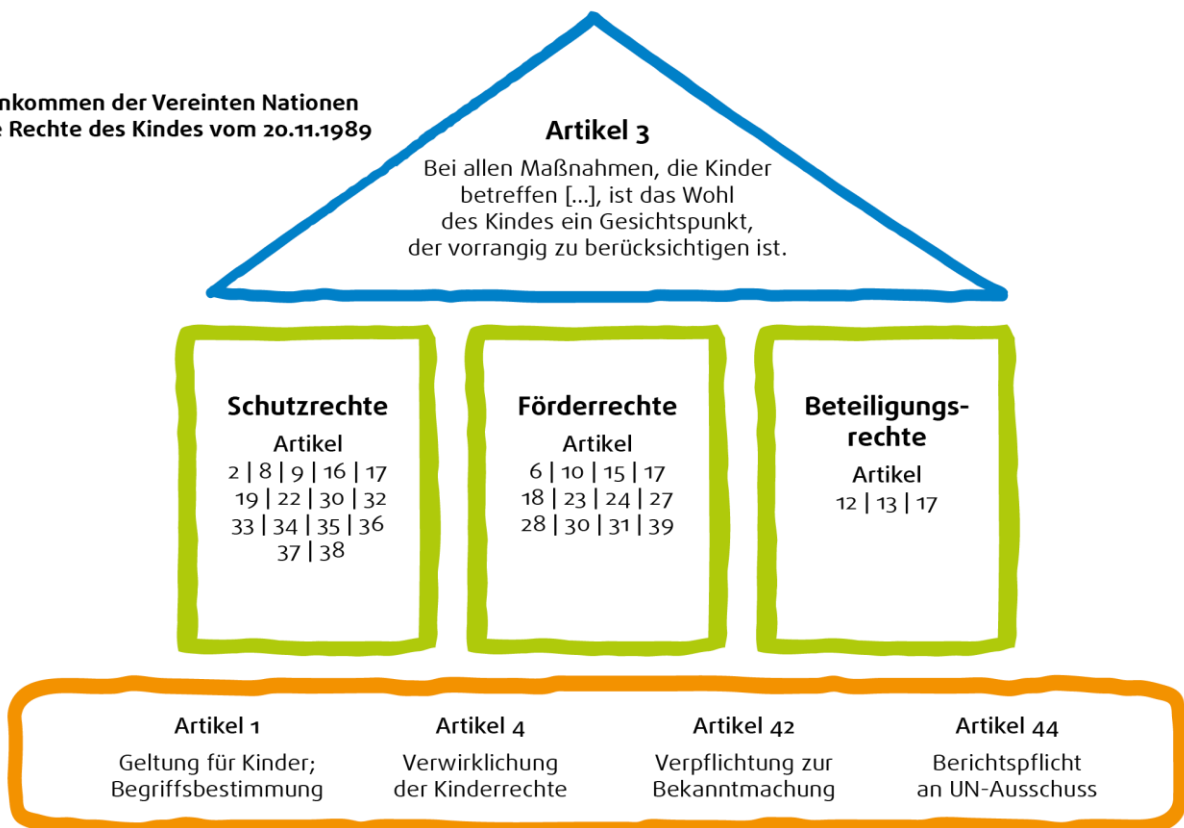 nkommen der Vereinten Nationen
e Rechte des Kindes vom 20.11.1989
Artikel 3
Bei allen Maßnahmen, die Kinder
betreffen [...], ist das Wohl
des Kindes ein Gesichtspunkt,
der vorrangig zu berücksichtigen ist.
Schutzrechte
Artikel
2 | 8 | 9 | 16 | 17
19 | 22 | 30 | 32
33 | 34 | 35 | 36
37 | 38
Förderrechte
Artikel
6 | 10 | 15 | 17
18 | 23 | 24 | 27
28 | 30 | 31 | 39
Beteiligungs-
rechte
Artikel
12 | 13 | 17
Artikel 1
Geltung für Kinder;
Begriffsbestimmung
Artikel 4
Verwirklichung
der Kinderrechte
Artikel 42
Verpflichtung zur
Bekanntmachung
Artikel 44
Berichtspflicht
an UN-Ausschuss